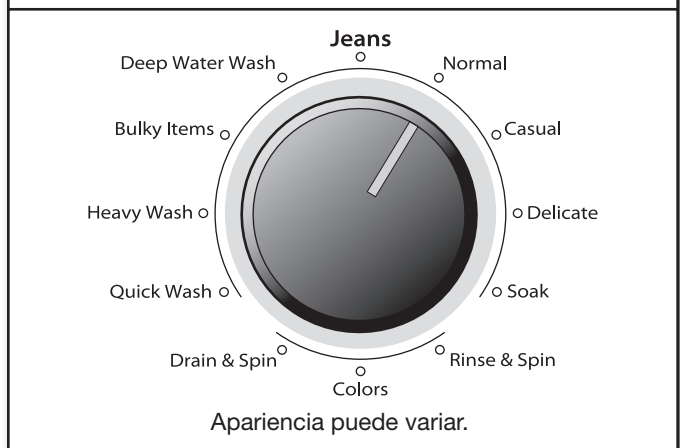 Jeans
Normal
Casual
Delicate
Soak
Rinse & Spin
Colors
Drain & Spin
Quick Wash
Heavy Wash
Bulky Items
Deep Water Wash
Apariencia puede variar.